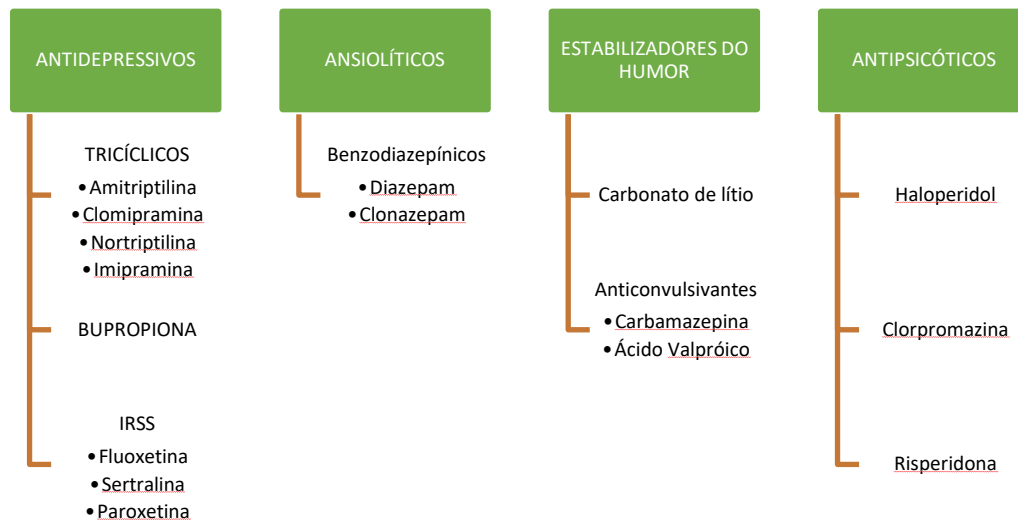 ANTIDEPRESSIVOS
TRICÍCLICOS
• Amitriptilina
• Clomipramina
• Nortriptilina
• Imipramina
BUPROPIONA
IRSS
• Fluoxetina
• Sertralina
• Paroxetina
ANSIOLÍTICOS
Benzodiazepínicos
• Diazepam
• Clonazepam
ESTABILIZADORES DO
HUMOR
Carbonato de lítio
Anticonvulsivantes
• Carbamazepina
• Ácido Valpróico
ANTIPSICÓTICOS
Haloperidol
Clorpromazina
Risperidona